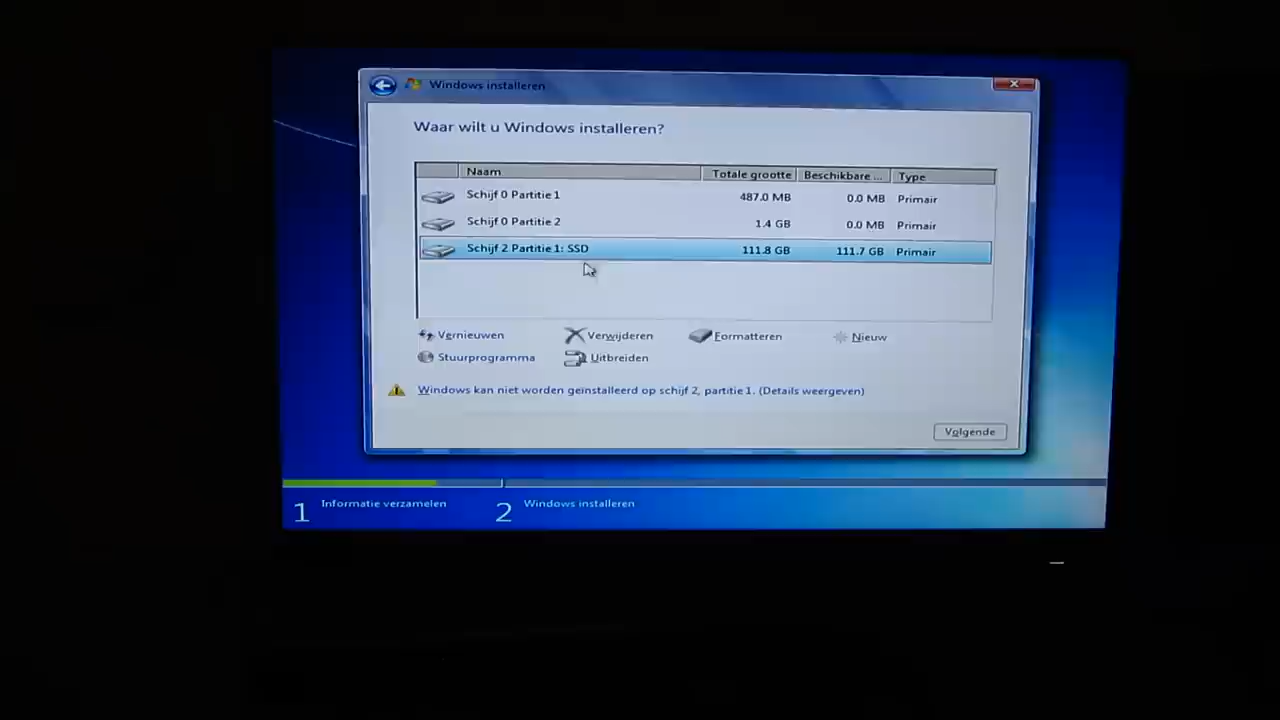 Windows installeren
Waar wilt u Windows installeren?
Naam Totale grootte Beschikbare ... Type
Schijf 0 Partitie 1 487.0 MB 0.0 MB Primair
Schijf 0 Partitie 2 1.4 GB 0.0 MB Primair
Schijf 2 Partitie 1: SSD 111.8 GB 111.7 GB Primair
Vernieuwen Verwijderen Formatteren Nieuw
Stuurprogramma Uitbreiden
Windows kan niet worden geïnstalleerd op schijf 2, partitie 1. (Details weergeven)
Volgende
1 Informatie verzamelen 2 Windows installeren